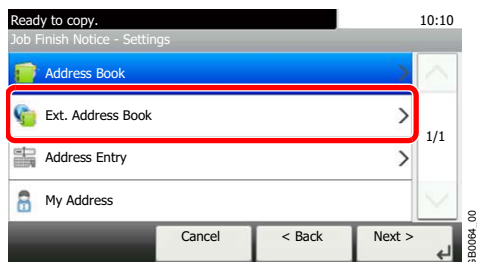 Ready to copy. 10:10
Job Finish Notice - Settings
Address Book
Ext. Address Book
1/1
Address Entry
My Address
Cancel < Back Next >
GB0064_00